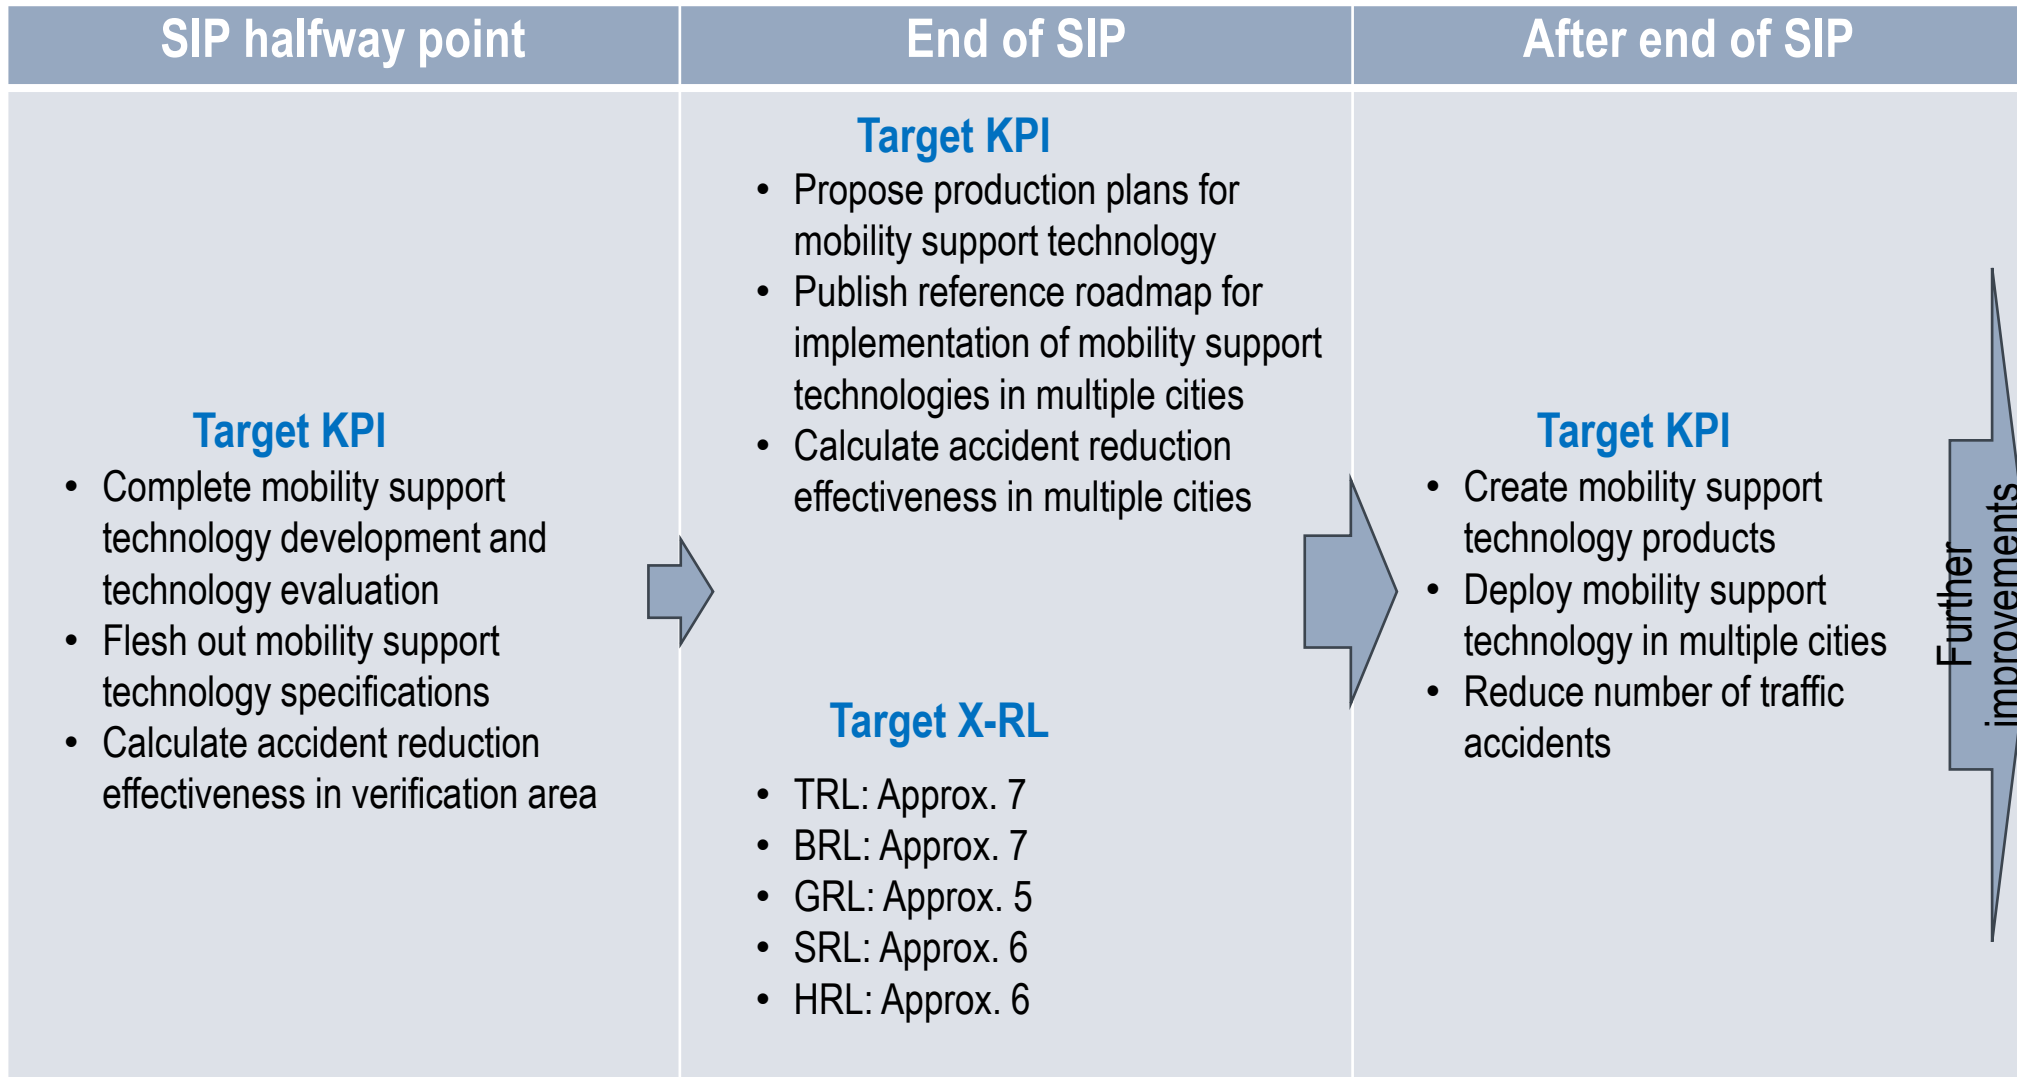 SIP halfway point
End of SIP
After end of SIP
Target KPI
• Complete mobility support
technology development and
technology evaluation
• Flesh out mobility support
technology specifications
• Calculate accident reduction
effectiveness in verification area
Target KPI
• Propose production plans for
mobility support technology
• Publish reference roadmap for
implementation of mobility support
technologies in multiple cities
• Calculate accident reduction
effectiveness in multiple cities
Target X-RL
• TRL: Approx. 7
• BRL: Approx. 7
• GRL: Approx. 5
• SRL: Approx. 6
• HRL: Approx. 6
Target KPI
• Create mobility support
technology products
• Deploy mobility support
technology in multiple cities
• Reduce number of traffic
accidents
Further
improvements